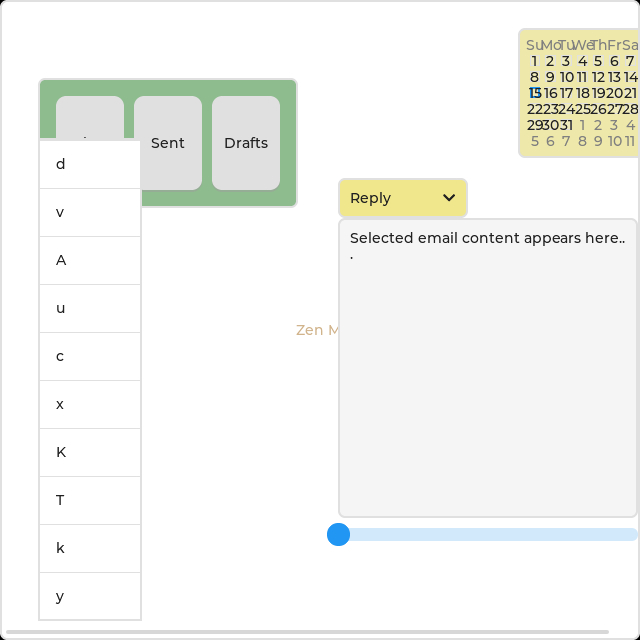 Su Mo Tu We Th Fr Sa
1 2 3 4 5 6 7
8 9 10 11 12 13 14
15 16 17 18 19 20 21
22 23 24 25 26 27 28
29 30 31 1 2 3 4
5 6 7 8 9 10 11
Sent Drafts
Reply
Selected email content appears here..
.
Zen
d
v
A
u
c
x
K
T
k
y